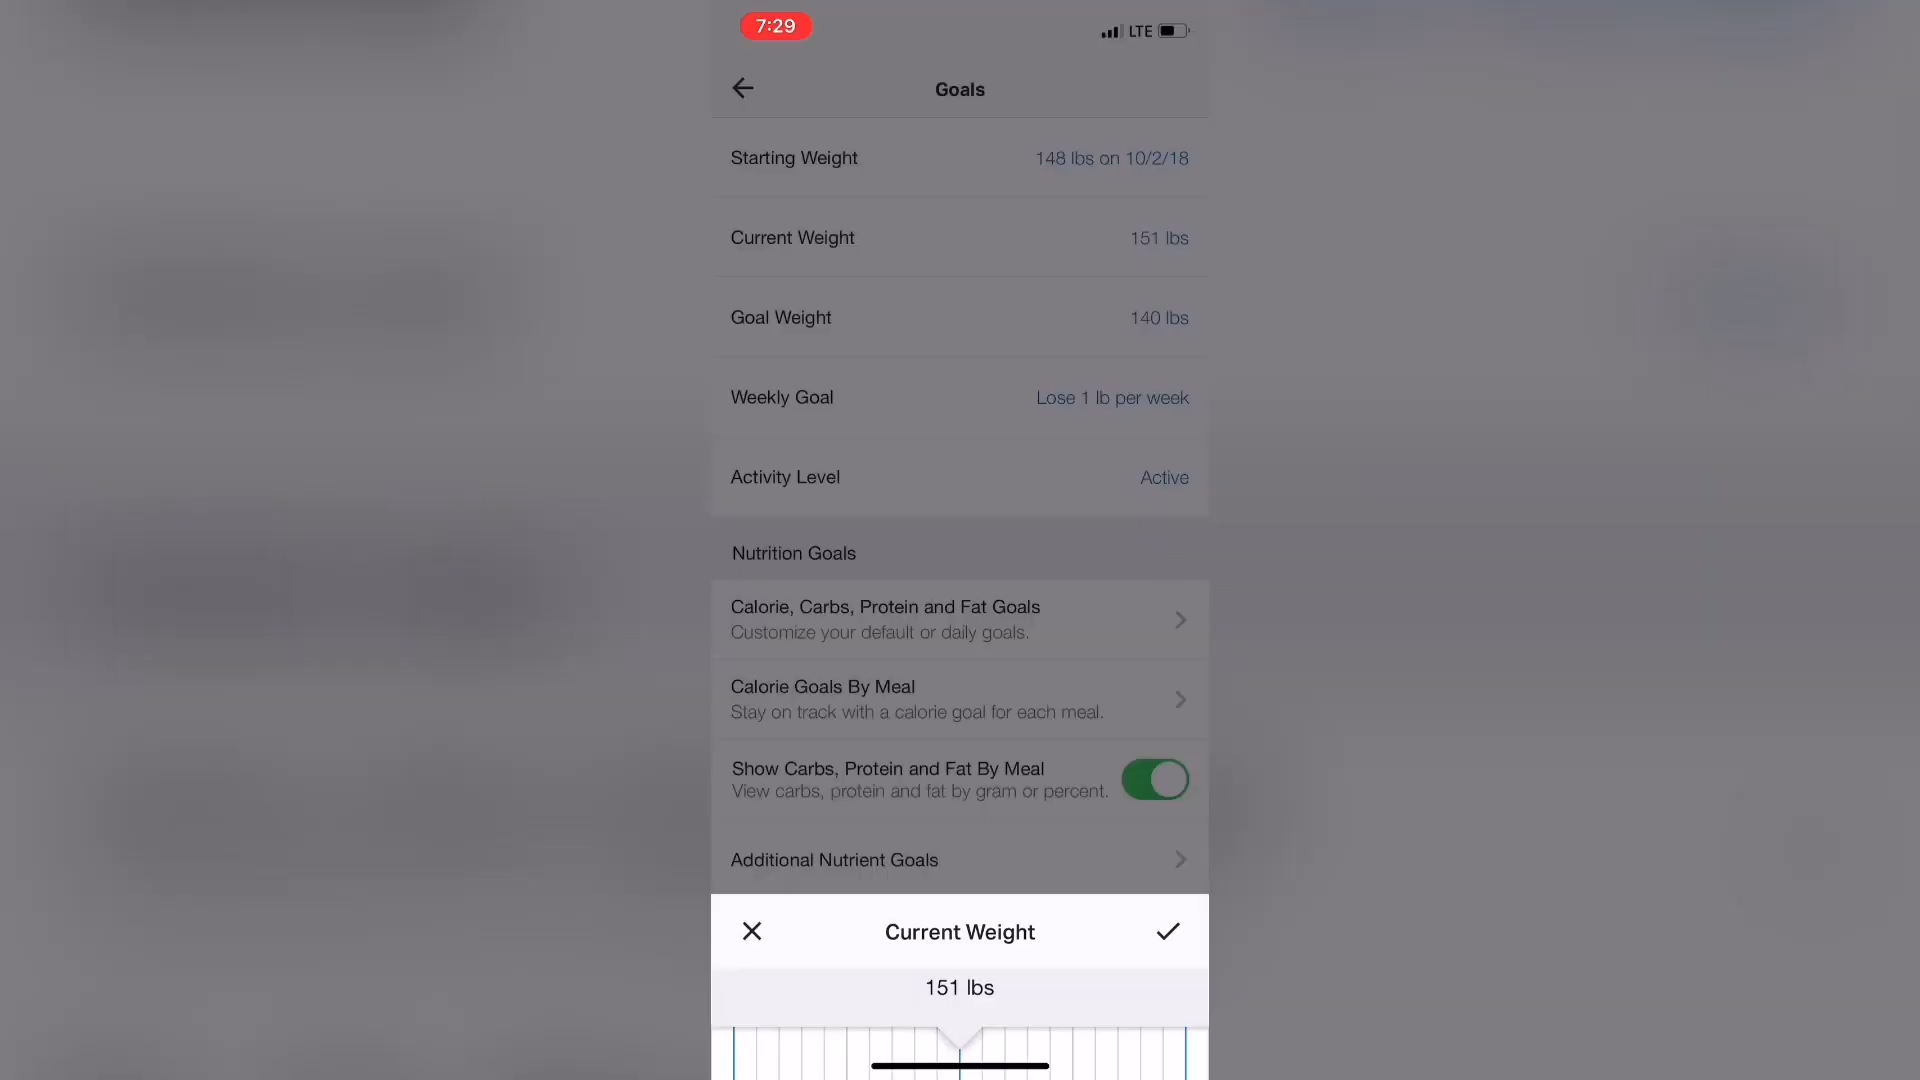 7:29
LTE
Goals
Starting Weight 148 lbs on 10/2/18
Current Weight 151 lbs
Goal Weight 140 lbs
Weekly Goal Lose 1 lb per week
Activity Level Active
Nutrition Goals
Calorie, Carbs, Protein and Fat Goals
Customize your default or daily goals.
Calorie Goals By Meal
Stay on track with a calorie goal for each meal.
Show Carbs, Protein and Fat By Meal
View carbs, protein and fat by gram or percent.
Additional Nutrient Goals
Current Weight
151 lbs